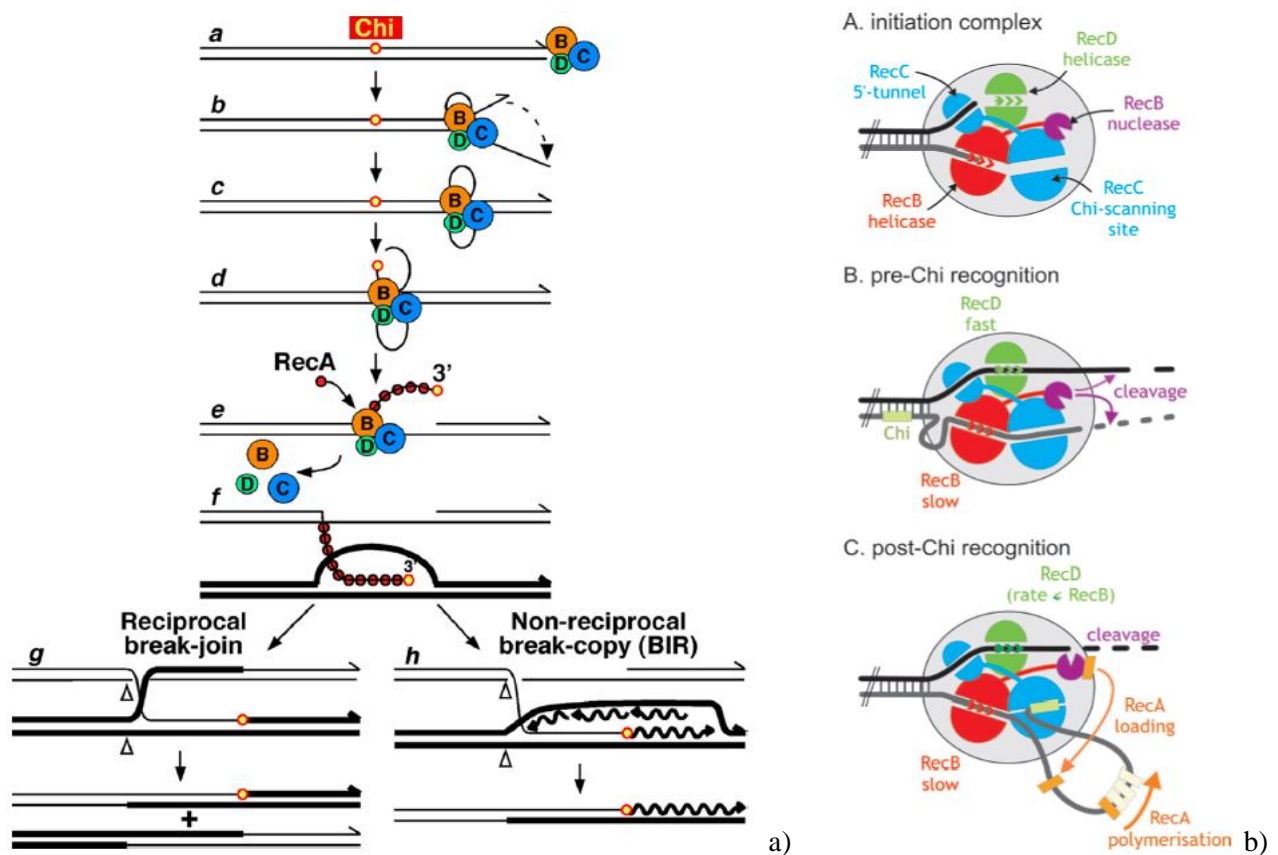 Chi
a
B
D
C
b
B
D
C
c
B
D
C
d
B
D
C
RecA
3'
e
B
D
C
B
D
C
f
3'
Reciprocal
break-join
Non-reciprocal
break-copy (BIR)
g
h
+
a)
A. initiation complex
RecD
helicase
RecC
5'-tunnel
RecB
nuclease
RecB
helicase
RecC
Chi-scanning
site
B. pre-Chi recognition
RecD
fast
cleavage
Chi
RecB
slow
C. post-Chi recognition
RecD
(rate < RecB)
cleavage
RecA
loading
RecB
slow
RecA
polymerisation
b)